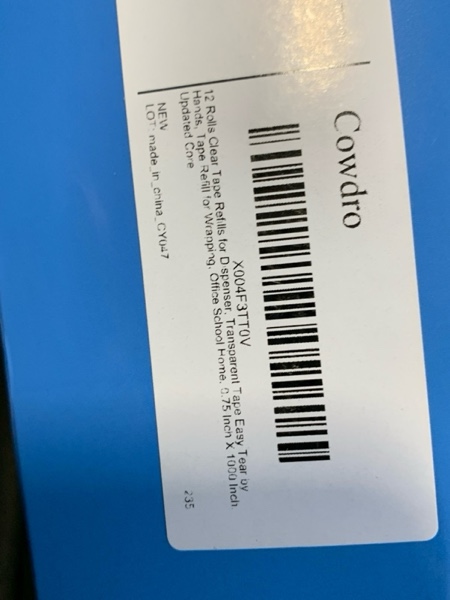 Cowdro
X004F3TT0V
12 Rolls Clear Tape Refills for Dispenser, Transparent Tape Easy Tear by
Hands, Tape Refill for Wrapping, Office School Home, 0.75 Inch X 1000 Inch,
Updated Core
NEW
LOT: made_in_china_CY047
235